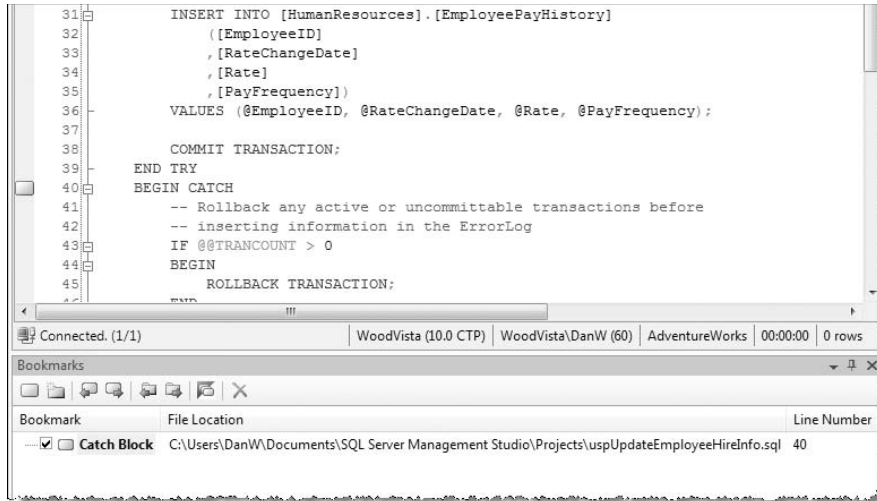 31 INSERT INTO [HumanResources].[EmployeePayHistory]
32 ([EmployeeID]
33 ,[RateChangeDate]
34 ,[Rate]
35 ,[PayFrequency])
36 VALUES (@EmployeeID, @RateChangeDate, @Rate, @PayFrequency);
37
38 COMMIT TRANSACTION;
39 END TRY
40 BEGIN CATCH
41 -- Rollback any active or uncommittable transactions before
42 -- inserting information in the ErrorLog
43 IF @@TRANCOUNT > 0
44 BEGIN
45 ROLLBACK TRANSACTION;
Connected. (1/1) WoodVista (10.0 CTP) WoodVista\DanW (60) AdventureWorks 00:00:00 0 rows
Bookmarks
Bookmark File Location Line Number
Catch Block C:\Users\DanW\Documents\SQL Server Management Studio\Projects\uspUpdateEmployeeHireInfo.sql 40